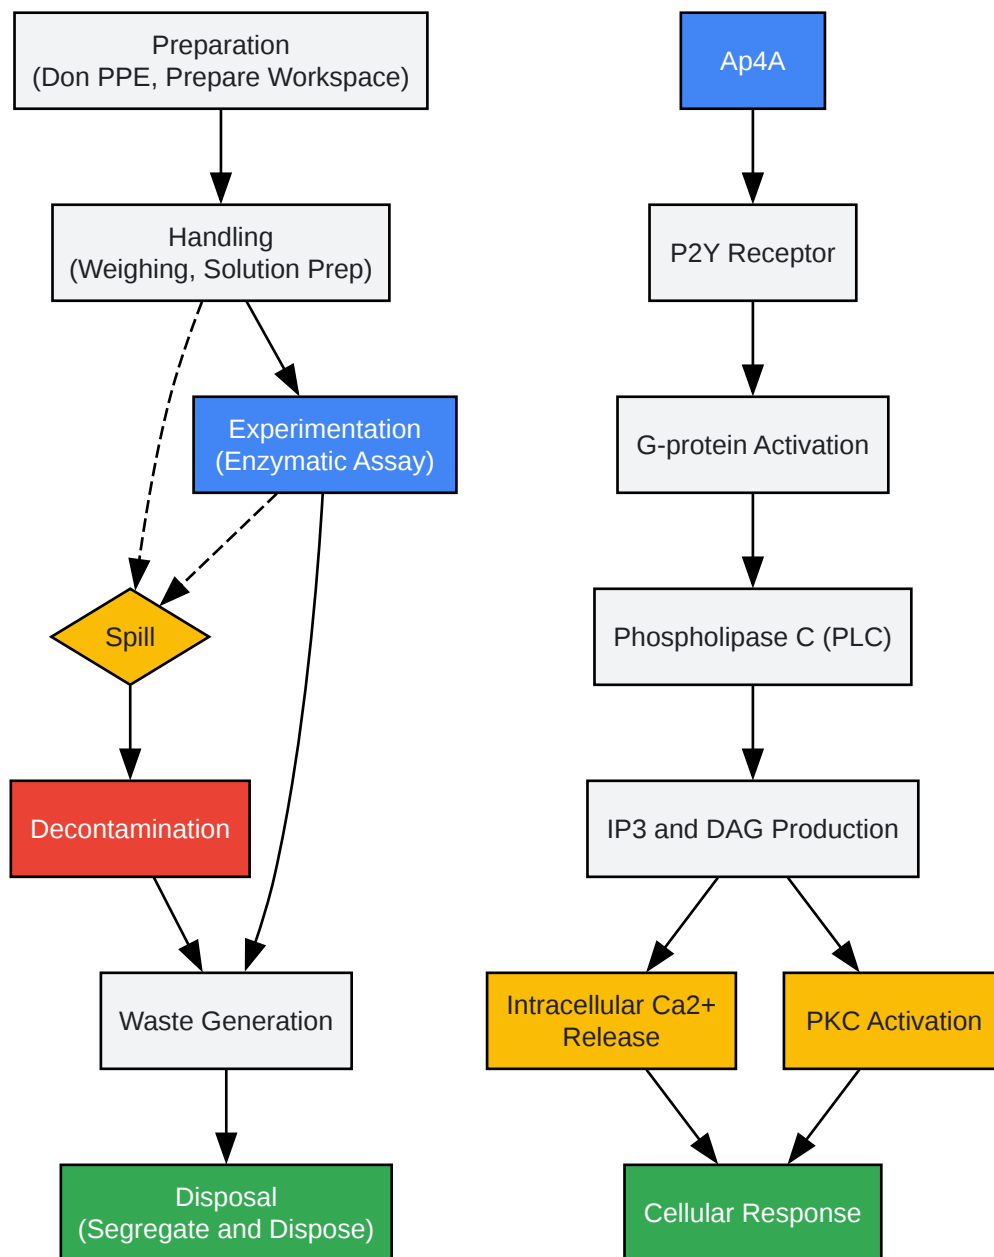 Preparation
(Don PPE, Prepare Workspace)
Handling
(Weighing, Solution Prep)
Experimentation
(Enzymatic Assay)
Spill
Decontamination
Waste Generation
Disposal
(Segregate and Dispose)
Ap4A
P2Y Receptor
G-protein Activation
Phospholipase C (PLC)
IP3 and DAG Production
Intracellular Ca2+
Release
PKC Activation
Cellular Response